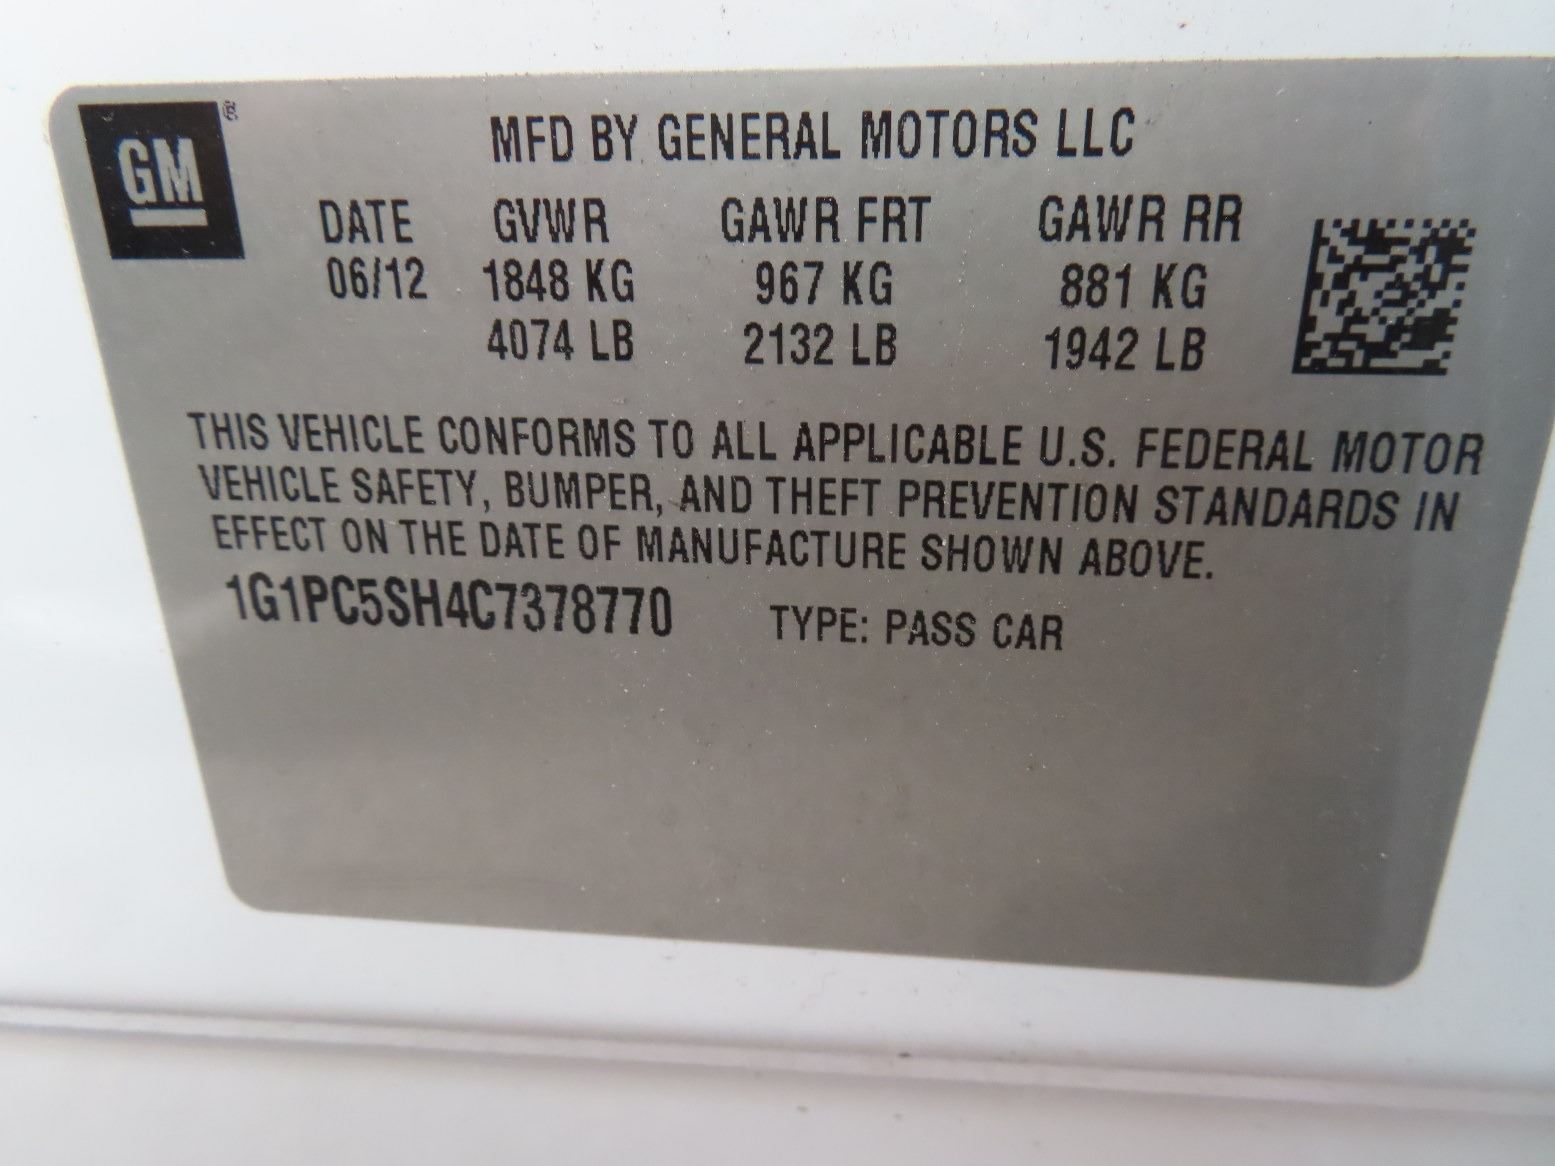 GM ®
MFD BY GENERAL MOTORS LLC
DATE GVWR GAWR FRT GAWR RR
06/12 1848 KG 967 KG 881 KG
4074 LB 2132 LB 1942 LB
THIS VEHICLE CONFORMS TO ALL APPLICABLE U.S. FEDERAL MOTOR
VEHICLE SAFETY, BUMPER, AND THEFT PREVENTION STANDARDS IN
EFFECT ON THE DATE OF MANUFACTURE SHOWN ABOVE.
1G1PC5SH4C7378770 TYPE: PASS CAR